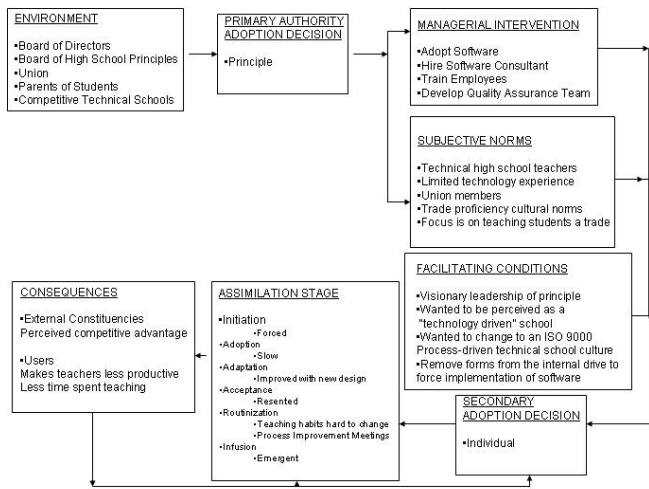 ENVIRONMENT
▪Board of Directors
▪Board of High School Principles
▪Union
▪Parents of Students
▪Competitive Technical Schools
PRIMARY AUTHORITY
ADOPTION DECISION
▪Principle
MANAGERIAL INTERVENTION
▪Adopt Software
▪Hire Software Consultant
▪Train Employees
▪Develop Quality Assurance Team
SUBJECTIVE NORMS
▪Technical high school teachers
▪Limited technology experience
▪Union members
▪Trade proficiency cultural norms
▪Focus is on teaching students a trade
FACILITATING CONDITIONS
▪Visionary leadership of principle
▪Wanted to be perceived as a
"technology driven" school
▪Wanted to change to an ISO 9000
Process-driven technical school culture
▪Remove forms from the internal drive to
force implementation of software
SECONDARY
ADOPTION DECISION
▪Individual
ASSIMILATION STAGE
▪Initiation
▪Forced
▪Adoption
▪Slow
▪Adaptation
▪Improved with new design
▪Acceptance
▪Resented
▪Routinization
▪Teaching habits hard to change
▪Process Improvement Meetings
▪Infusion
▪Emergent
CONSEQUENCES
▪External Constituencies
Perceived competitive advantage
▪Users
Makes teachers less productive
Less time spent teaching